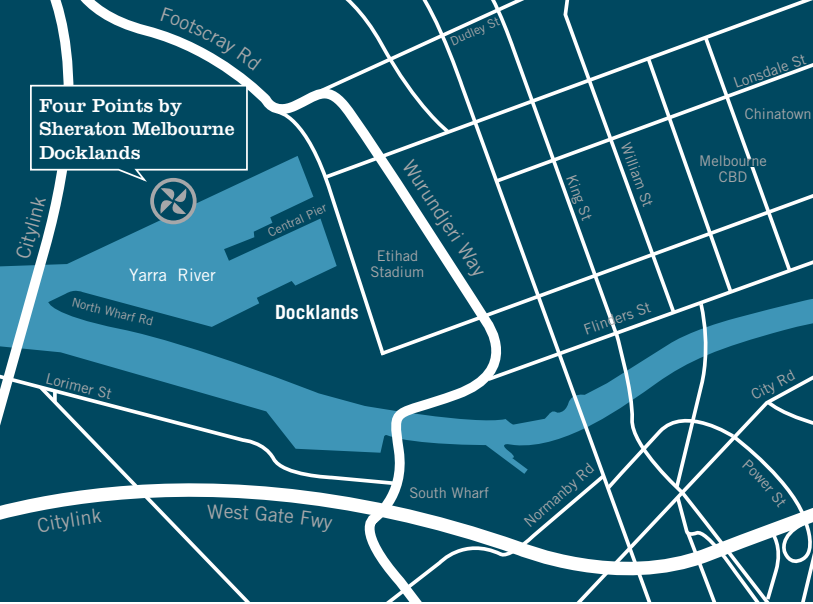 Footscray Rd
Dudley St
Lonsdale St
Four Points by
Sheraton Melbourne
Docklands
Chinatown
Melbourne
CBD
William St
King St
Wurundjeri Way
Citylink
Central Pier
Etihad
Stadium
Yarra River
North Wharf Rd
Docklands
Flinders St
Lorimer St
City Rd
South Wharf
Normanby Rd
Power St
Citylink
West Gate Fwy